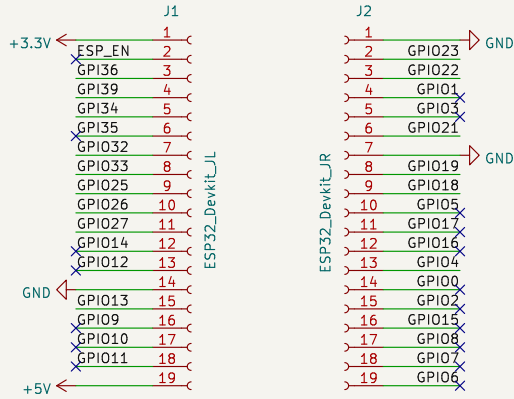 J1
+3.3V 1
ESP_EN 2
GPI36 3
GPI39 4
GPI34 5
GPI35 6
GPIO32 7
GPIO33 8
GPIO25 9
GPIO26 10
GPIO27 11
GPIO14 12
GPIO12 13
GND 14
GPIO13 15
GPIO9 16
GPIO10 17
GPIO11 18
+5V 19
ESP32_Devkit_JL
J2
1 GND
2 GPIO23
3 GPIO22
4 GPIO1
5 GPIO3
6 GPIO21
7 GND
8 GPIO19
9 GPIO18
10 GPIO5
11 GPIO17
12 GPIO16
13 GPIO4
14 GPIO0
15 GPIO2
16 GPIO15
17 GPIO8
18 GPIO7
19 GPIO6
ESP32_Devkit_JR